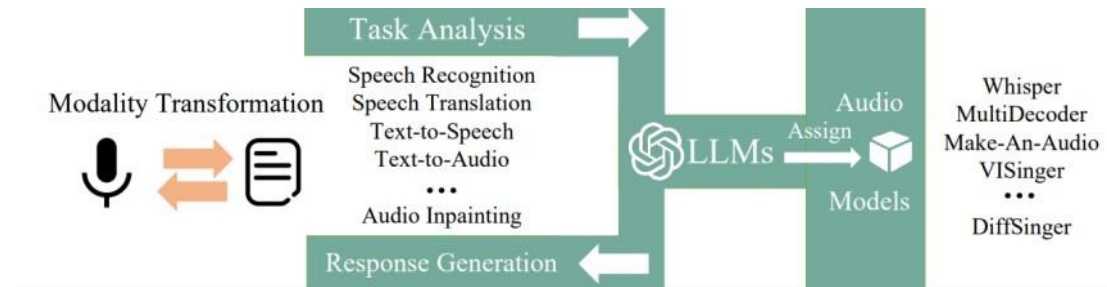 Modality Transformation
Task Analysis
Speech Recognition
Speech Translation
Text-to-Speech
Text-to-Audio
...
Audio Inpainting
Response Generation
LLMs
Assign
Audio
Models
Whisper
MultiDecoder
Make-An-Audio
VISinger
...
DiffSinger